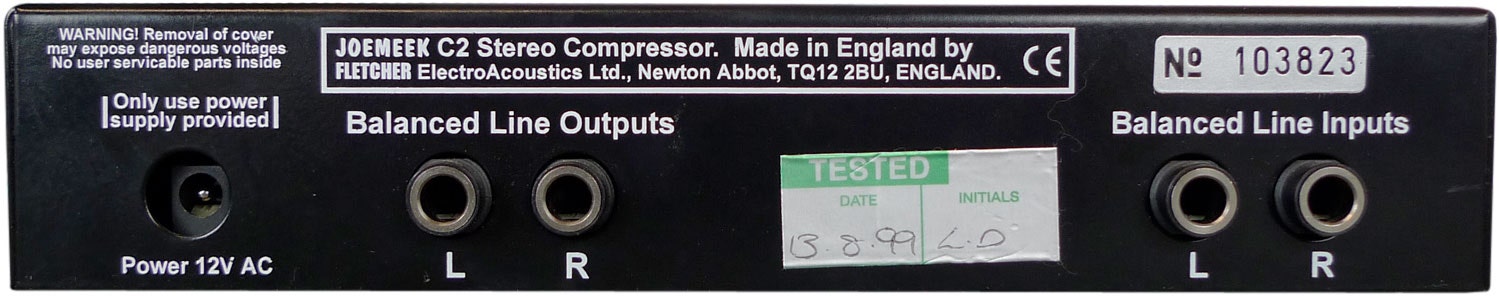 WARNING! Removal of cover
may expose dangerous voltages
No user servicable parts inside
Only use power
supply provided
Power 12V AC
JOEMEEK C2 Stereo Compressor. Made in England by
FLETCHER ElectroAcoustics Ltd., Newton Abbot, TQ12 2BU, ENGLAND.
CE
Balanced Line Outputs
L R
TESTED
DATE INITIALS
13.8.99 L.D
Nº 103823
Balanced Line Inputs
L R